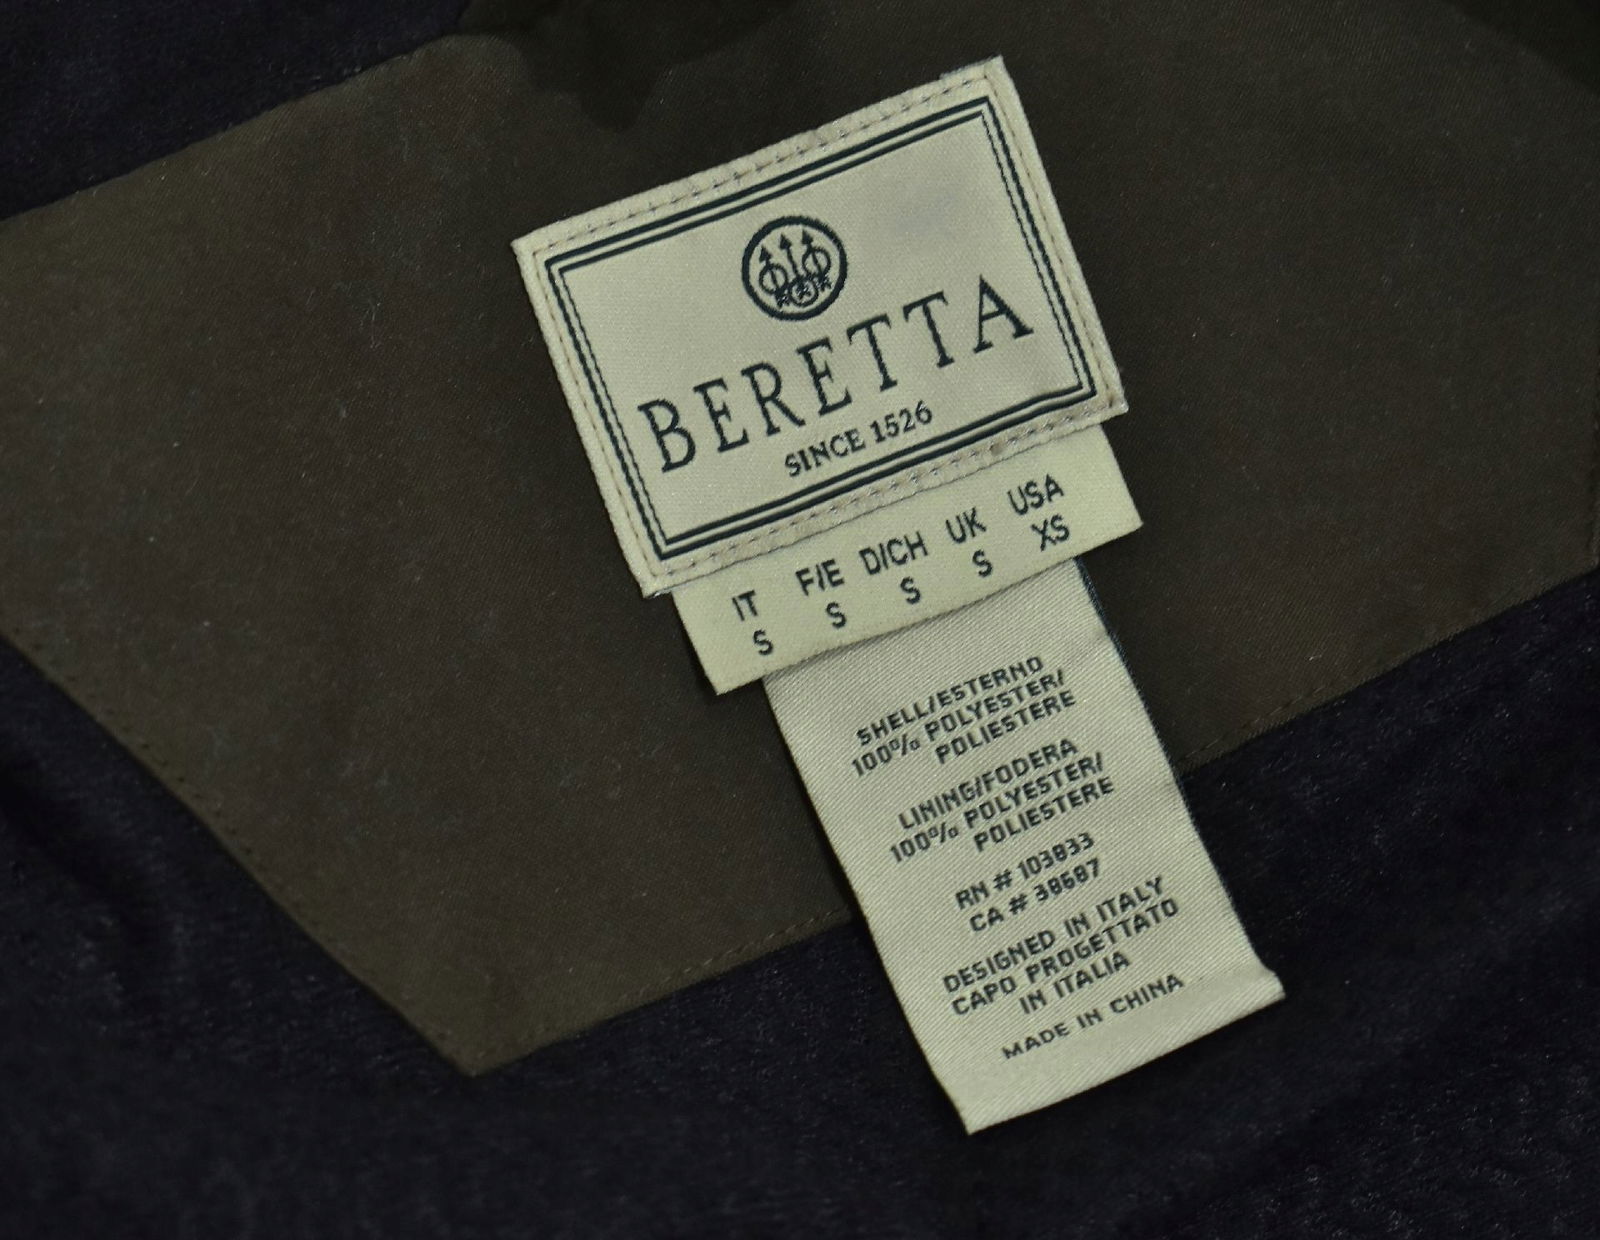 BERETTA
SINCE 1526
IT F/E D/CH UK USA
S S S S XS
SHELL/ESTERNO
100% POLYESTER/
POLIESTERE
LINING/FODERA
100% POLYESTER/
POLIESTERE
RN # 103833
CA # 38687
DESIGNED IN ITALY
CAPO PROGETTATO
IN ITALIA
MADE IN CHINA